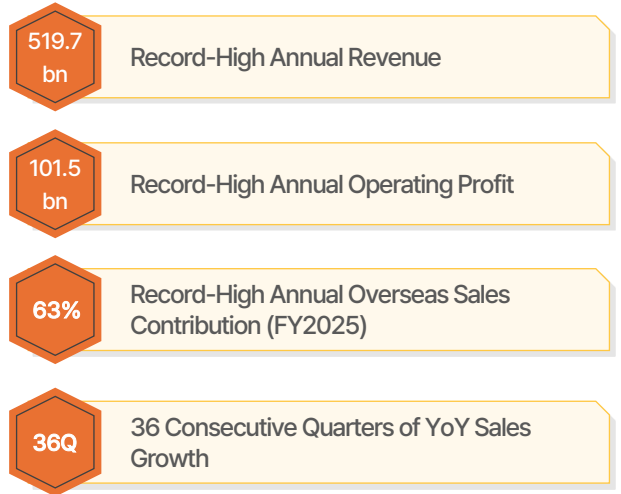 519.7
bn
Record-High Annual Revenue
101.5
bn
Record-High Annual Operating Profit
63%
Record-High Annual Overseas Sales
Contribution (FY2025)
36Q
36 Consecutive Quarters of YoY Sales
Growth